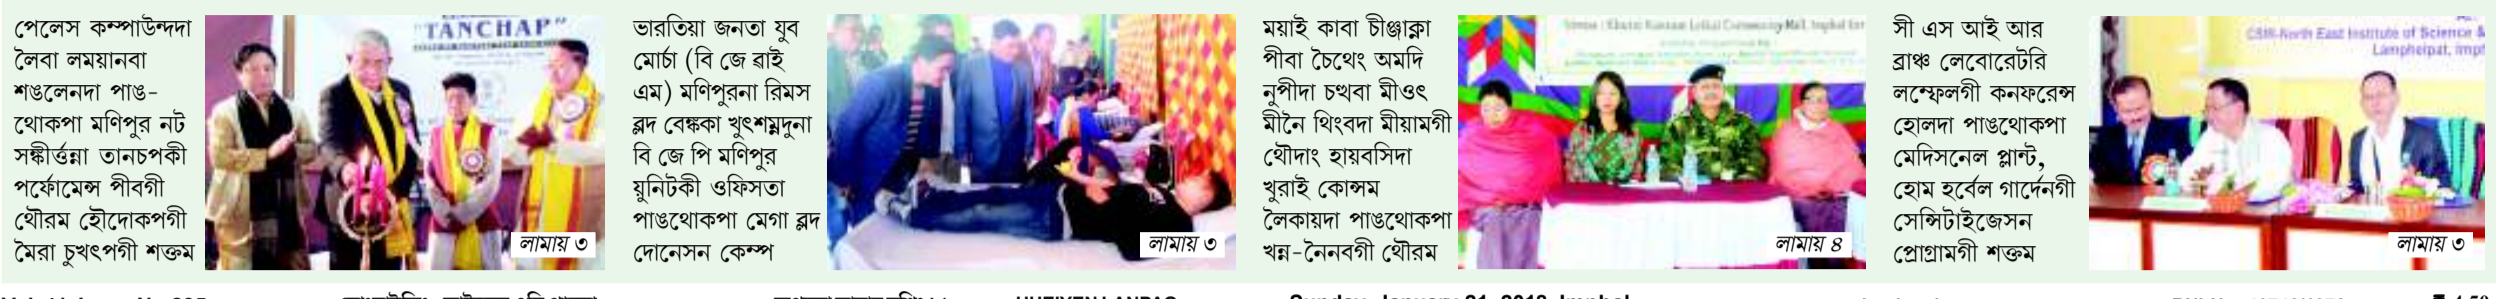 পেলেস কম্পাউন্দদা
লৈবা লময়ানবা
শঙলেনদা পাঙ-
থোকপা মণিপুর নট
সঙ্কীর্ত্তন্না তানচপকী
পর্ফোমেন্স পীবগী
থৌরম হৌদোকপগী
মৈরা চুখৎপগী শক্তম
"TANCHAP"
লামায় ৩
ভারতিয়া জনতা যুব
মোর্চা (বি জে ৱাই
এম) মণিপুরনা রিমস
ব্লদ বেঙ্ককা খুৎশম্নদুনা
বি জে পি মণিপুর
য়ুনিটকী ওফিসতা
পাঙথোকপা মেগা ব্লদ
দোনেসন কেম্প
লামায় ৩
ময়াই কাবা চীঞ্জাক্না
পীবা চৈথেং অমদি
নুপীদা চত্থবা মীওৎ
মীনৈ থিংবদা মীয়ামগী
থৌদাং হায়বসিদা
খুরাই কোন্সম
লৈকায়দা পাঙথোকপা
খন্ন-নৈনবগী থৌরম
লামায় ৪
সী এস আই আর
ব্রাঞ্চ লেবোরেটরি
লম্ফেলগী কনফরেন্স
হোলদা পাঙথোকপা
মেদিসনেল প্লান্ট,
হোম হর্বেল গার্দেনগী
সেন্সিটাইজেসন
প্রোগ্রামগী শক্তম
CSIR-North East Institute of Science &
Lamphelpat, Imph
লামায় ৩
Sunday, January 21, 2018, Imphal